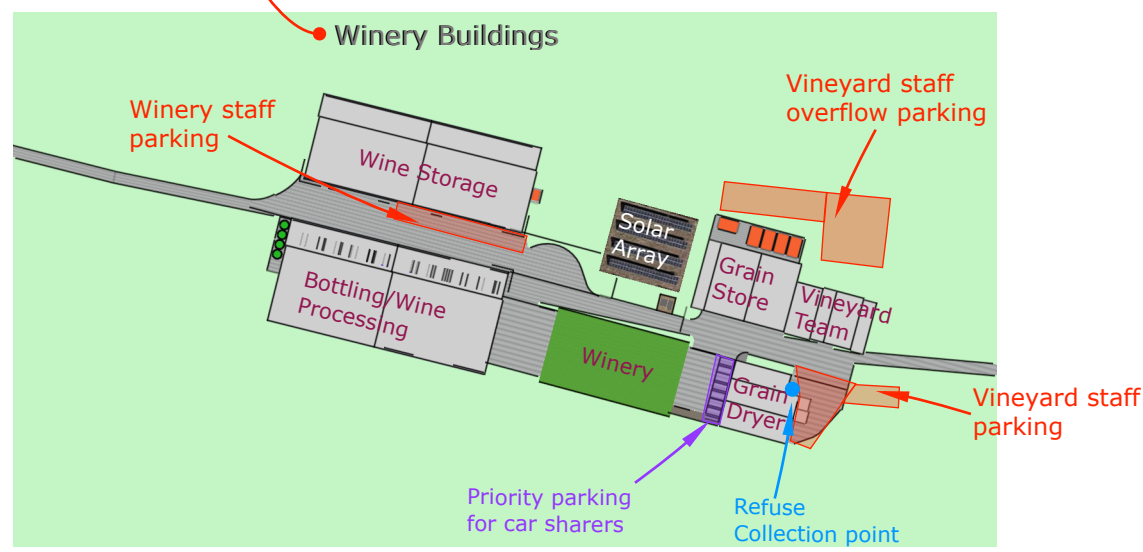 Winery Buildings
Winery staff
parking
Vineyard staff
overflow parking
Wine Storage
Solar
Array
Grain
Store
Vineyard
Team
Bottling/Wine
Processing
Winery
Grain
Dryer
Vineyard staff
parking
Priority parking
for car sharers
Refuse
Collection point